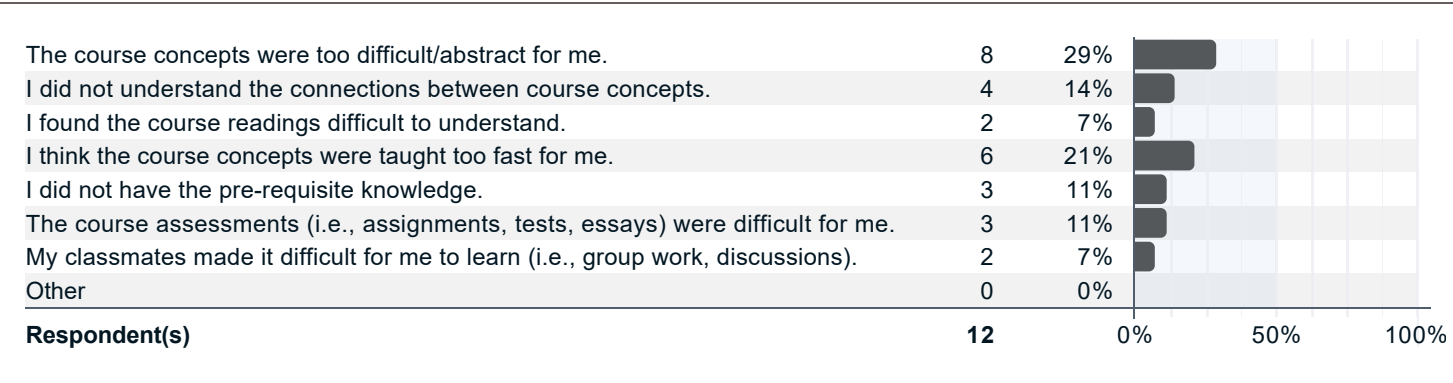 The course concepts were too difficult/abstract for me. 8 29%
I did not understand the connections between course concepts. 4 14%
I found the course readings difficult to understand. 2 7%
I think the course concepts were taught too fast for me. 6 21%
I did not have the pre-requisite knowledge. 3 11%
The course assessments (i.e., assignments, tests, essays) were difficult for me. 3 11%
My classmates made it difficult for me to learn (i.e., group work, discussions). 2 7%
Other 0 0%
Respondent(s) 12 0% 50% 100%